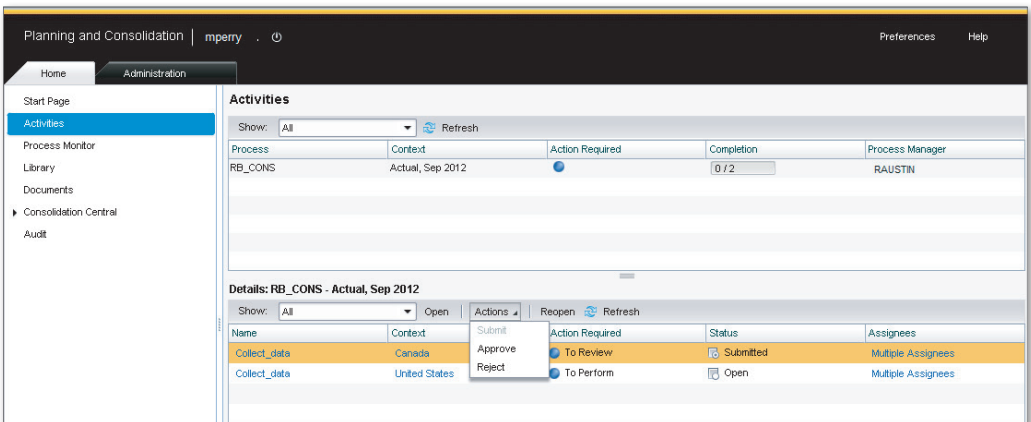 Planning and Consolidation | mperry . Preferences Help
Home Administration
Start Page
Activities
Process Monitor
Library
Documents
Consolidation Central
Audit
Activities
Show: All Refresh
Process Context Action Required Completion Process Manager
RB_CONS Actual, Sep 2012 0 / 2 RAUSTIN
Details: RB_CONS - Actual, Sep 2012
Show: All Open | Actions | Reopen Refresh
Name Context Action Required Status Assignees
Submit
Approve
Reject
Collect_data Canada To Review Submitted Multiple Assignees
Collect_data United States To Perform Open Multiple Assignees